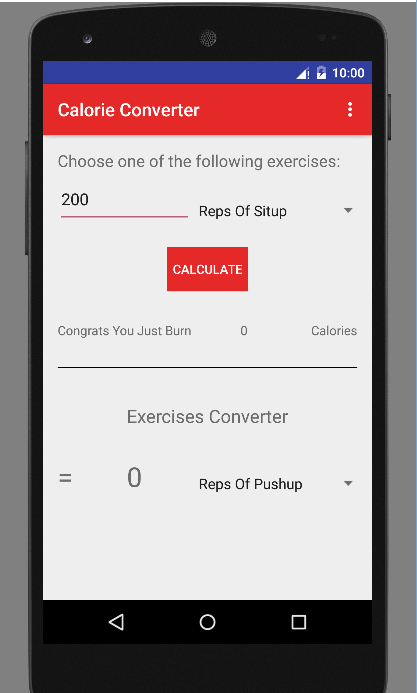 10:00
Calorie Converter
Choose one of the following exercises:
200 Reps Of Situp
CALCULATE
Congrats You Just Burn 0 Calories
Exercises Converter
= 0 Reps Of Pushup